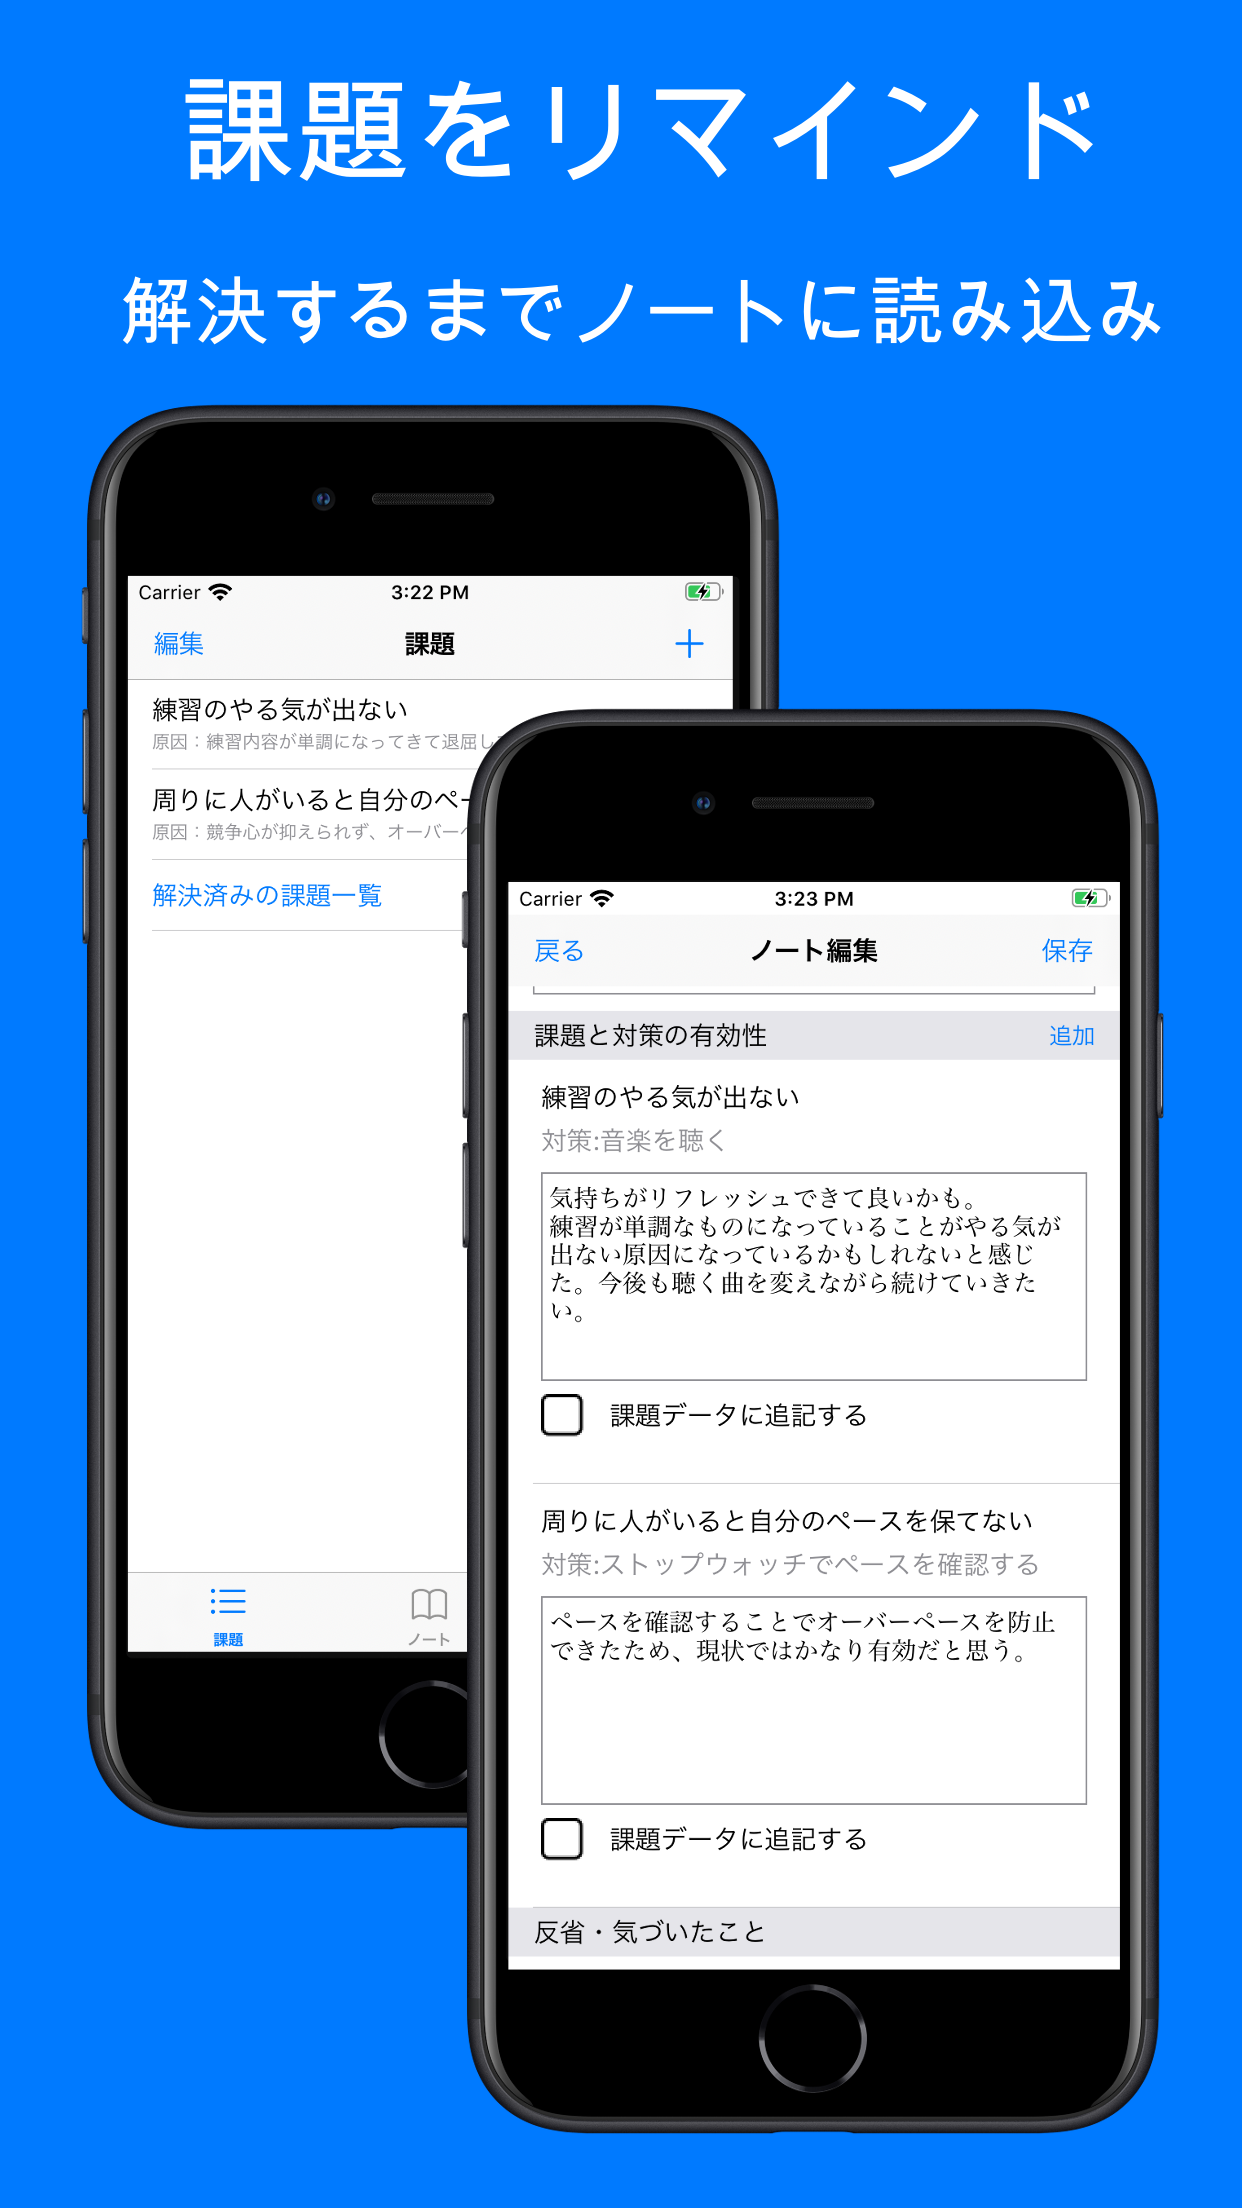 課題をリマインド
解決するまでノートに読み込み
Carrier 3:22 PM
編集 課題 +
練習のやる気が出ない
原因：練習内容が単調になってきて退屈し
周りに人がいると自分のペー
原因：競争心が抑えられず、オーバー
解決済みの課題一覧
課題 ノート
Carrier 3:23 PM
戻る ノート編集 保存
課題と対策の有効性 追加
練習のやる気が出ない
対策:音楽を聴く
気持ちがリフレッシュできて良いかも。
練習が単調なものになっていることがやる気が
出ない原因になっているかもしれないと感じ
た。今後も聴く曲を変えながら続けていきた
い。
課題データに追記する
周りに人がいると自分のペースを保てない
対策:ストップウォッチでペースを確認する
ペースを確認することでオーバーペースを防止
できたため、現状ではかなり有効だと思う。
課題データに追記する
反省・気づいたこと